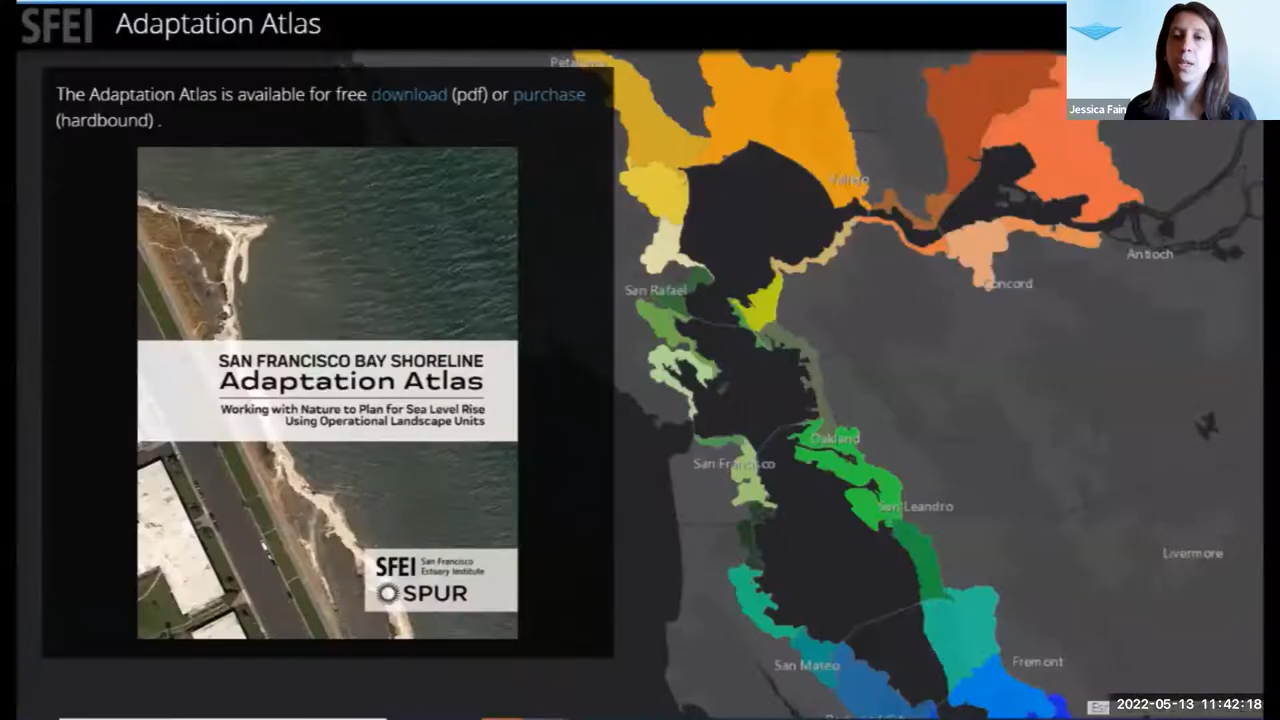 SFEI Adaptation Atlas
The Adaptation Atlas is available for free download (pdf) or purchase
(hardbound) .
SAN FRANCISCO BAY SHORELINE
Adaptation Atlas
Working with Nature to Plan for Sea Level Rise
Using Operational Landscape Units
SFEI San Francisco
Estuary Institute
SPUR
Jessica Fain
Vallejo
Antioch
Concord
San Rafael
Oakland
San Francisco
San Leandro
Livermore
San Mateo
Fremont
2022-05-13 11:42:18